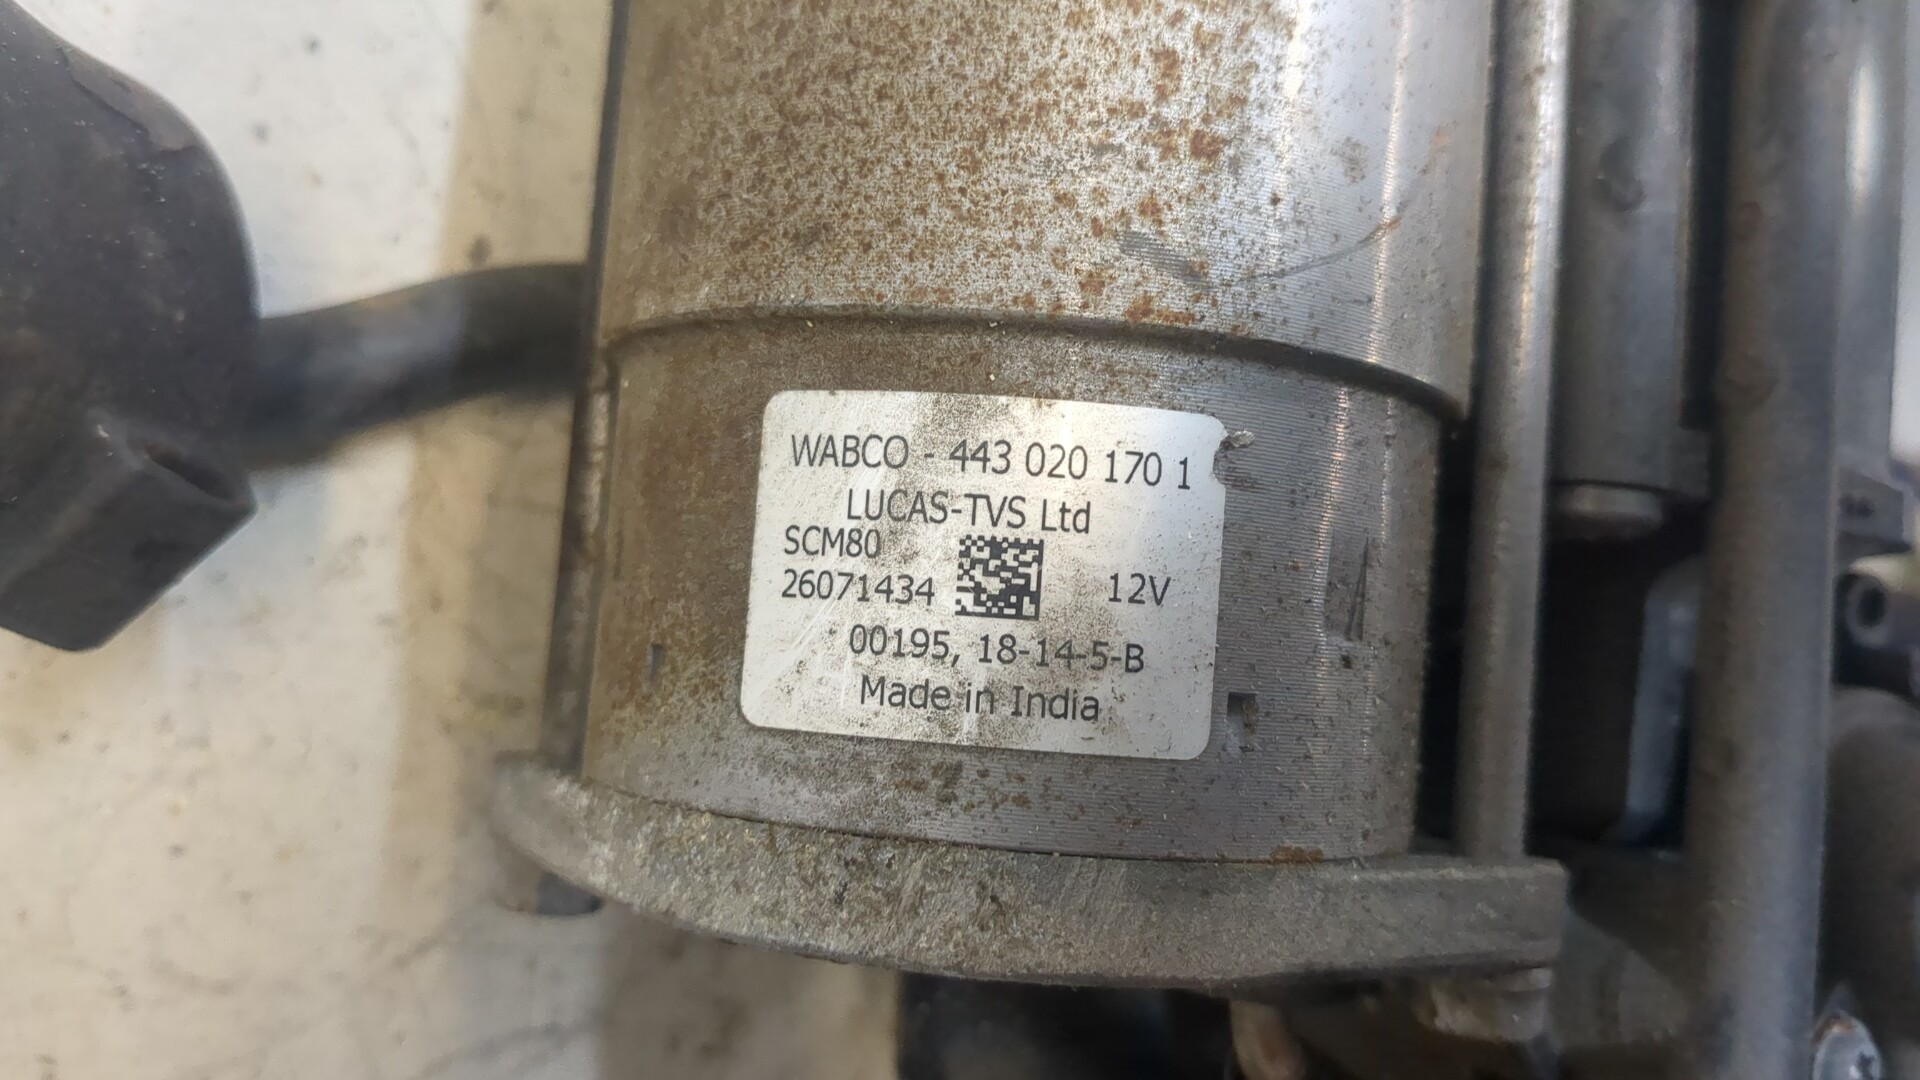 WABCO - 443 020 170 1
LUCAS-TVS Ltd
SCM80
26071434 12V
00195, 18-14-5-B
Made in India